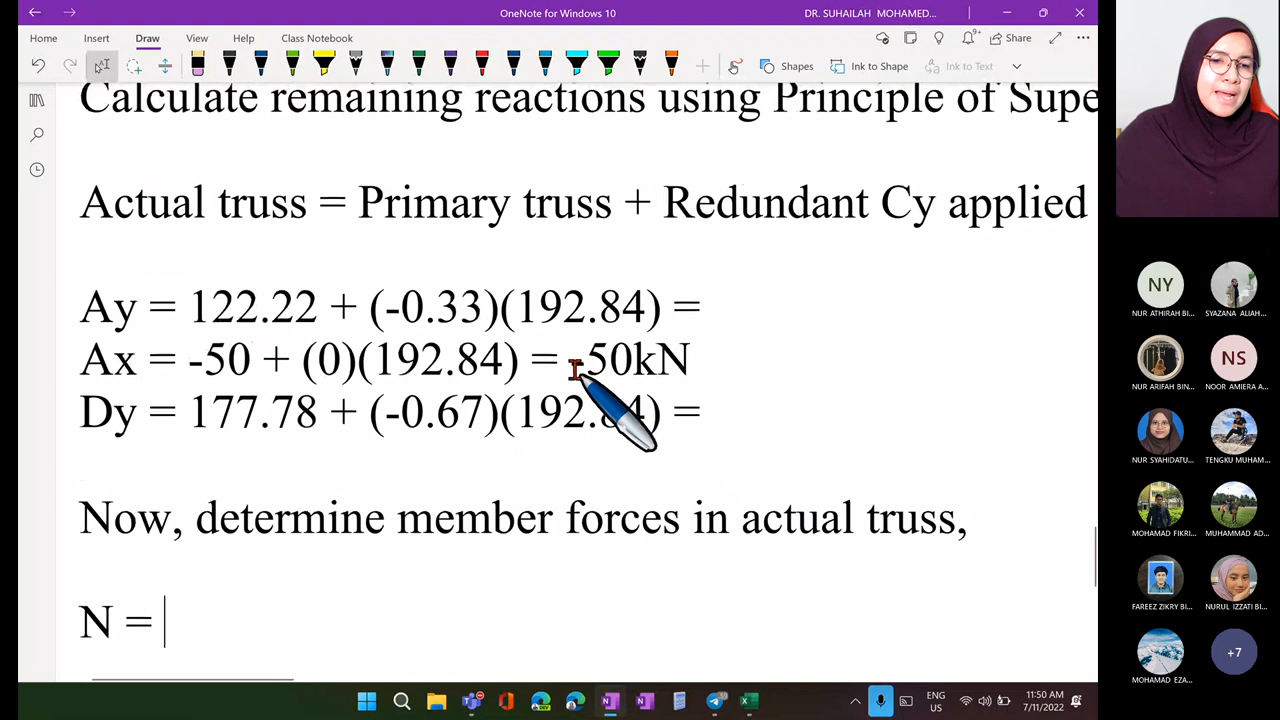 OneNote for Windows 10
DR. SUHAILAH MOHAMED...
Home Insert Draw View Help Class Notebook
9+
Share
Shapes Ink to Shape Ink to Text
Calculate remaining reactions using Principle of Supe
Actual truss = Primary truss + Redundant Cy applied
Ay = 122.22 + (-0.33)(192.84) =
Ax = -50 + (0)(192.84) = -50kN
Dy = 177.78 + (-0.67)(192.84) =
Now, determine member forces in actual truss,
N =
NY
NUR ATHIRAH BI...
SYAZANA ALIAH...
NUR ARIFAH BIN...
NS
NOOR AMIERA A...
NUR SYAHIDATU...
TENGKU MUHAM...
MOHAMAD FIKRI...
MUHAMMAD AD...
FAREEZ ZIKRY BI...
NURUL IZZATI BI...
MOHAMAD EZA...
+7
ENG
US
11:50 AM
7/11/2022